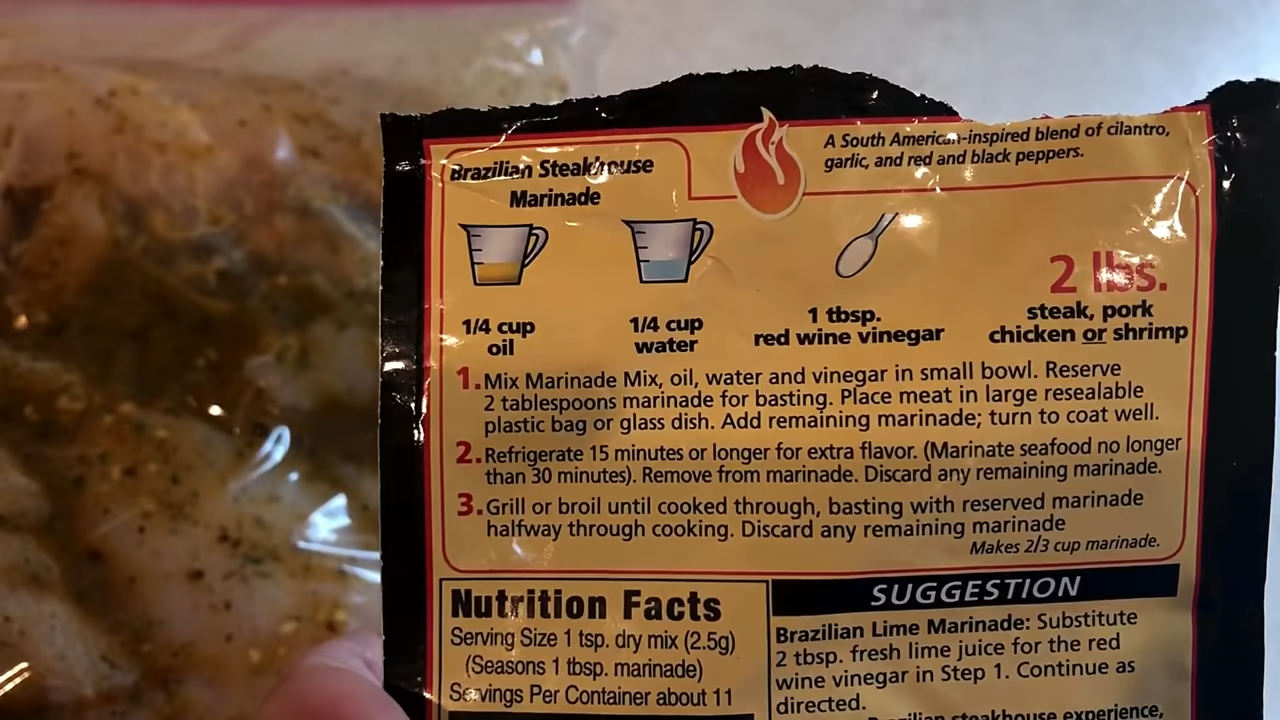 A South American-inspired blend of cilantro,
garlic, and red and black peppers.
Brazilian Steakhouse
Marinade
1/4 cup
oil
1/4 cup
water
1 tbsp.
red wine vinegar
2 lbs.
steak, pork
chicken or shrimp
1. Mix Marinade Mix, oil, water and vinegar in small bowl. Reserve
2 tablespoons marinade for basting. Place meat in large resealable
plastic bag or glass dish. Add remaining marinade; turn to coat well.
2. Refrigerate 15 minutes or longer for extra flavor. (Marinate seafood no longer
than 30 minutes). Remove from marinade. Discard any remaining marinade.
3. Grill or broil until cooked through, basting with reserved marinade
halfway through cooking. Discard any remaining marinade
Makes 2/3 cup marinade.
Nutrition Facts
Serving Size 1 tsp. dry mix (2.5g)
(Seasons 1 tbsp. marinade)
Servings Per Container about 11
SUGGESTION
Brazilian Lime Marinade: Substitute
2 tbsp. fresh lime juice for the red
wine vinegar in Step 1. Continue as
directed.
steakhouse experience,